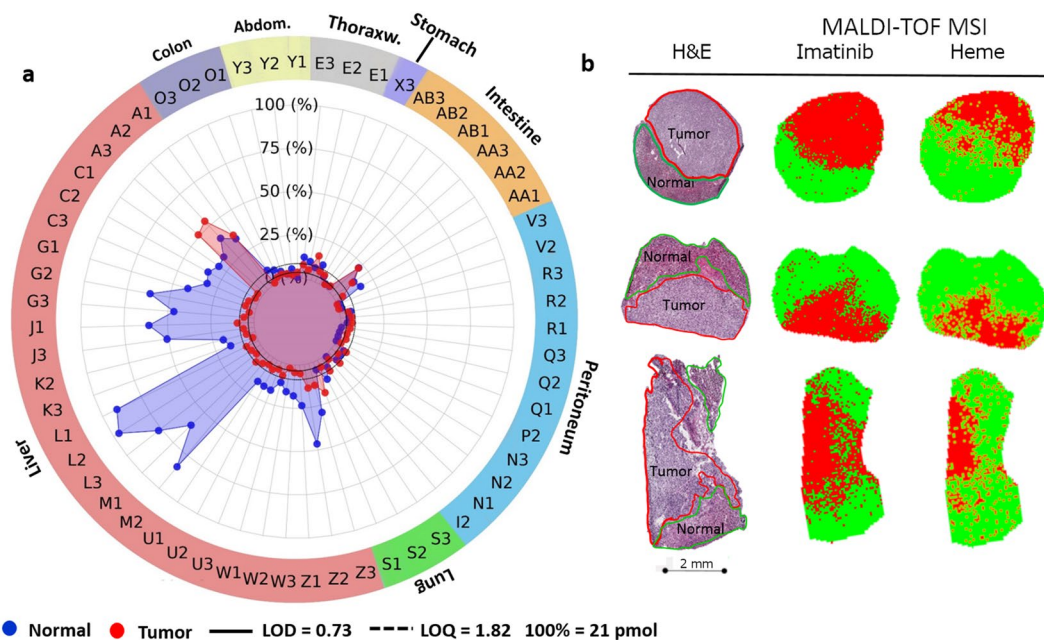 a
Colon
Abdom.
Thoraxw.
Stomach
Intestine
Peritoneum
Lung
Liver
O3 O2 O1
Y3 Y2 Y1
E3 E2 E1
X3
AB3 AB2 AB1 AA3 AA2 AA1
V3 V2 R3 R2 R1 Q3 Q2 Q1 P2 N3 N2 N1 I2
S3 S2 S1
Z3 Z2 Z1 W3 W2 W1 U3 U2 U1 M2 M1 L3 L2 L1 K3 K2 J3 J1 G3 G2 G1 C3 C2 C1 A3 A2 A1
100 (%)
75 (%)
50 (%)
25 (%)
0 (%)
Normal Tumor LOD = 0.73 LOQ = 1.82 100% = 21 pmol
b
MALDI-TOF MSI
H&E Imatinib Heme
Tumor
Normal
Normal
Tumor
Tumor
Normal
2 mm